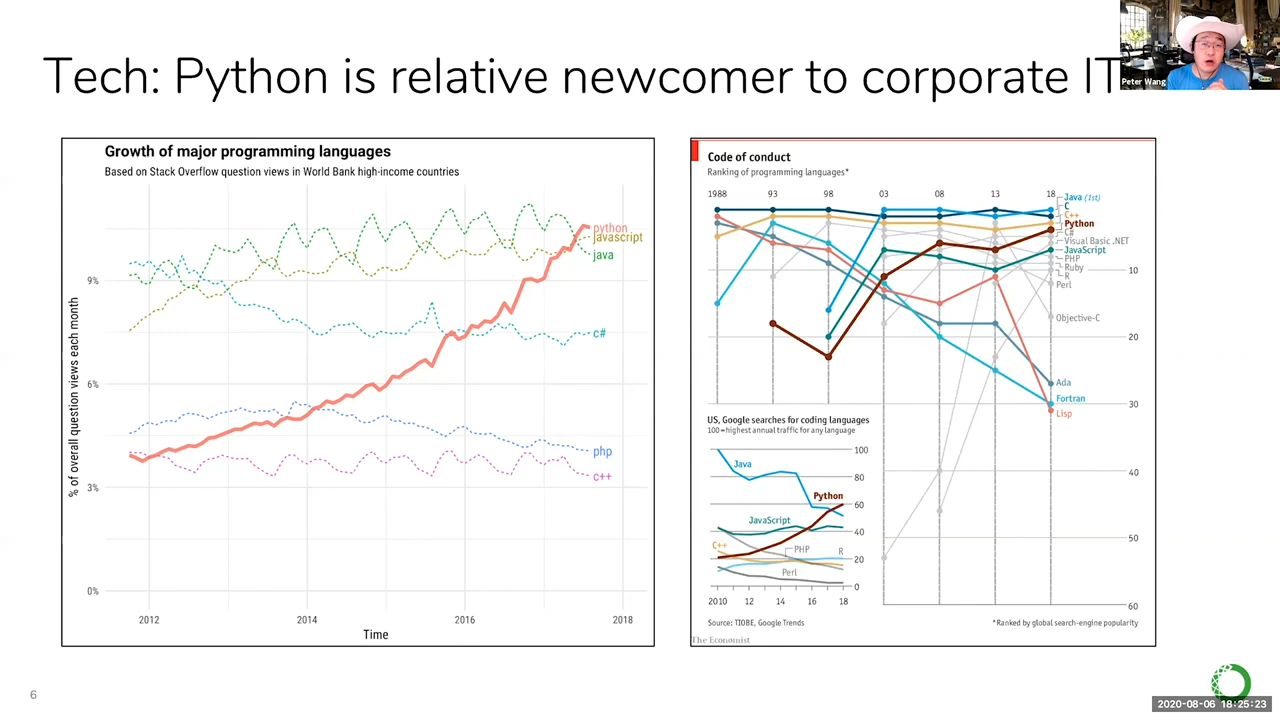 Tech: Python is relative newcomer to corporate IT
Peter Wang
Growth of major programming languages
Based on Stack Overflow question views in World Bank high-income countries
% of overall question views each month
9%
6%
3%
0%
python
javascript
java
c#
php
c++
2012
2014
2016
2018
Time
Code of conduct
Ranking of programming languages*
1988
93
98
03
08
13
18
Java (1st)
C
C++
Python
C#
Visual Basic .NET
JavaScript
PHP
Ruby
R
Perl
Objective-C
Ada
Fortran
Lisp
10
20
30
40
50
60
US, Google searches for coding languages
100=highest annual traffic for any language
100
80
60
40
20
0
Java
Python
JavaScript
C++
PHP
R
Perl
2010
12
14
16
18
Source: TIOBE, Google Trends
*Ranked by global search-engine popularity
The Economist
6
2020-08-06 18:25:23